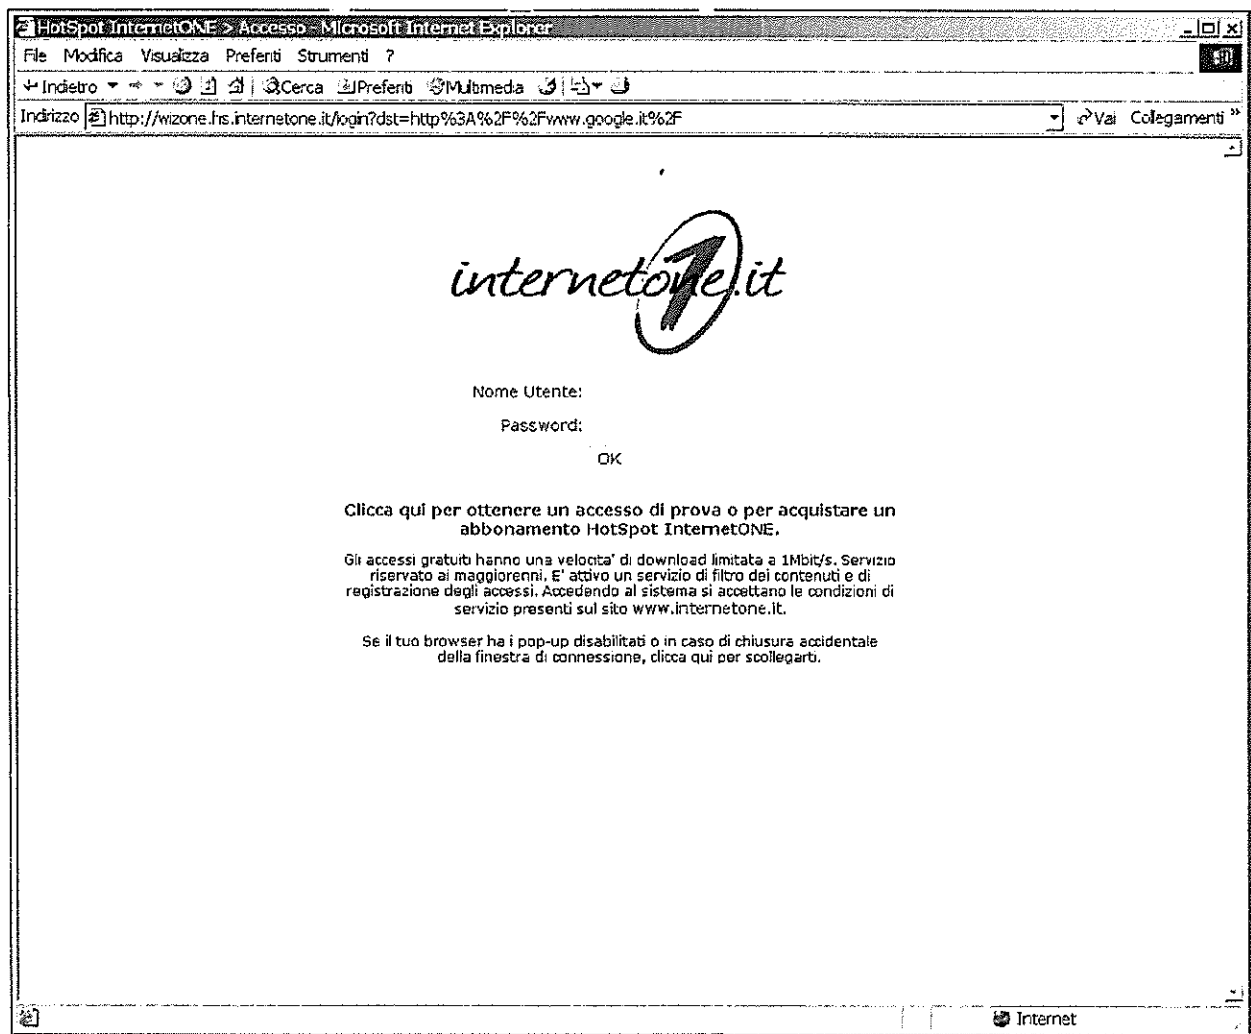 HotSpot InternetONE > Accesso - Microsoft Internet Explorer
File Modifica Visualizza Preferiti Strumenti ?
Indietro Cerca Preferiti Multimedia
Indirizzo http://wizone.hs.internetone.it/login?dst=http%3A%2F%2Fwww.google.it%2F Vai Collegamenti »
internetone.it
1
Nome Utente:
Password:
OK
Clicca qui per ottenere un accesso di prova o per acquistare un
abbonamento HotSpot InternetONE.
Gli accessi gratuiti hanno una velocita' di download limitata a 1Mbit/s. Servizio
riservato ai maggiorenni. E' attivo un servizio di filtro dei contenuti e di
registrazione degli accessi. Accedendo al sistema si accettano le condizioni di
servizio presenti sul sito www.internetone.it.
Se il tuo browser ha i pop-up disabilitati o in caso di chiusura accidentale
della finestra di connessione, clicca qui per scollegarti.
Internet